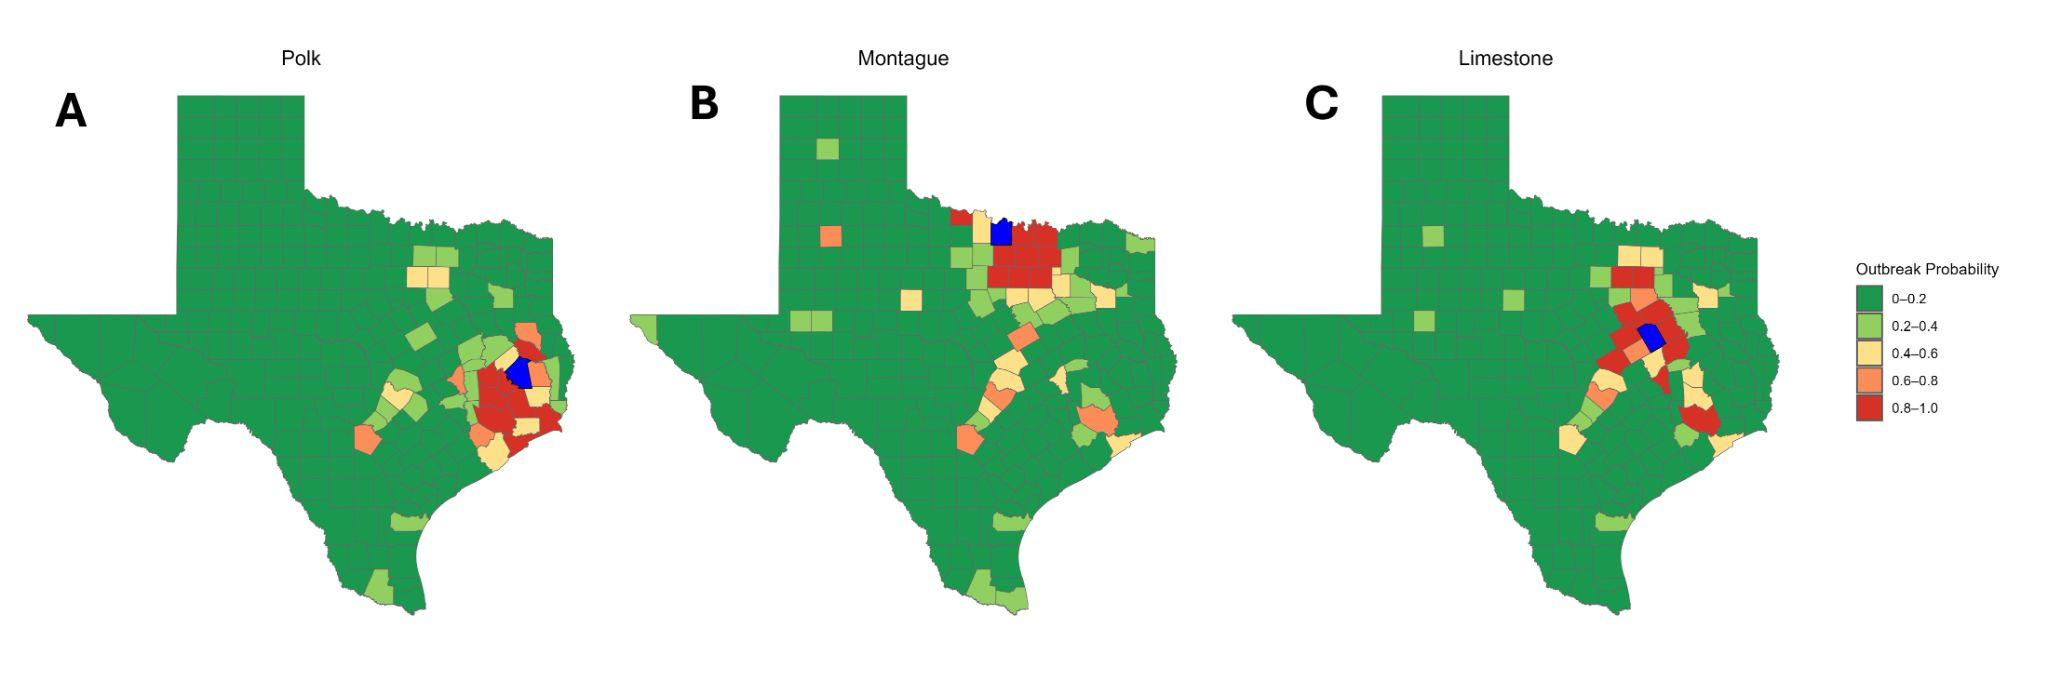 Polk
Montague
Limestone
A
B
C
Outbreak Probability
0–0.2
0.2–0.4
0.4–0.6
0.6–0.8
0.8–1.0